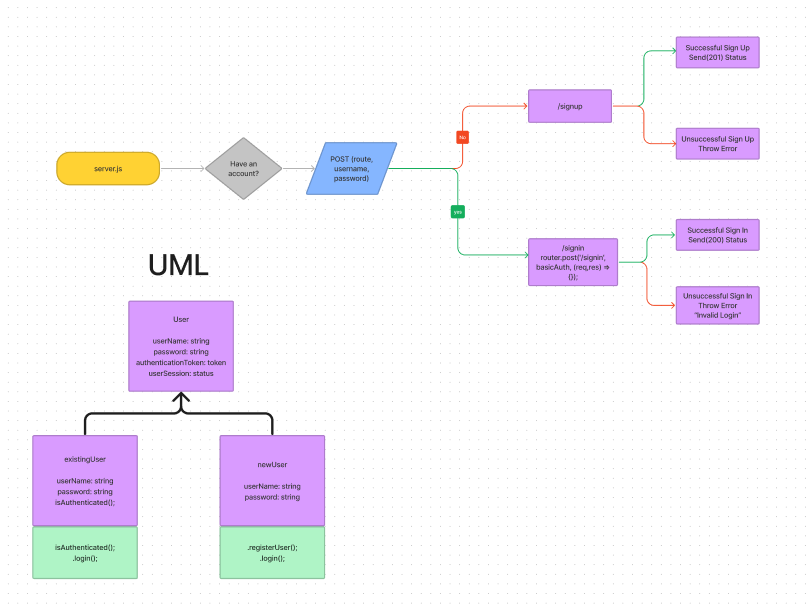 server.js
Have an
account?
POST (route,
username,
password)
No
yes
/signup
Successful Sign Up
Send(201) Status
Unsuccessful Sign Up
Throw Error
/signin
router.post('/signin',
basicAuth, (req,res) =>
{});
Successful Sign In
Send(200) Status
Unsuccessful Sign In
Throw Error
"Invalid Login"
UML
User
userName: string
password: string
authenticationToken: token
userSession: status
existingUser
userName: string
password: string
isAuthenticated();
isAuthenticated();
.login();
newUser
userName: string
password: string
.registerUser();
.login();